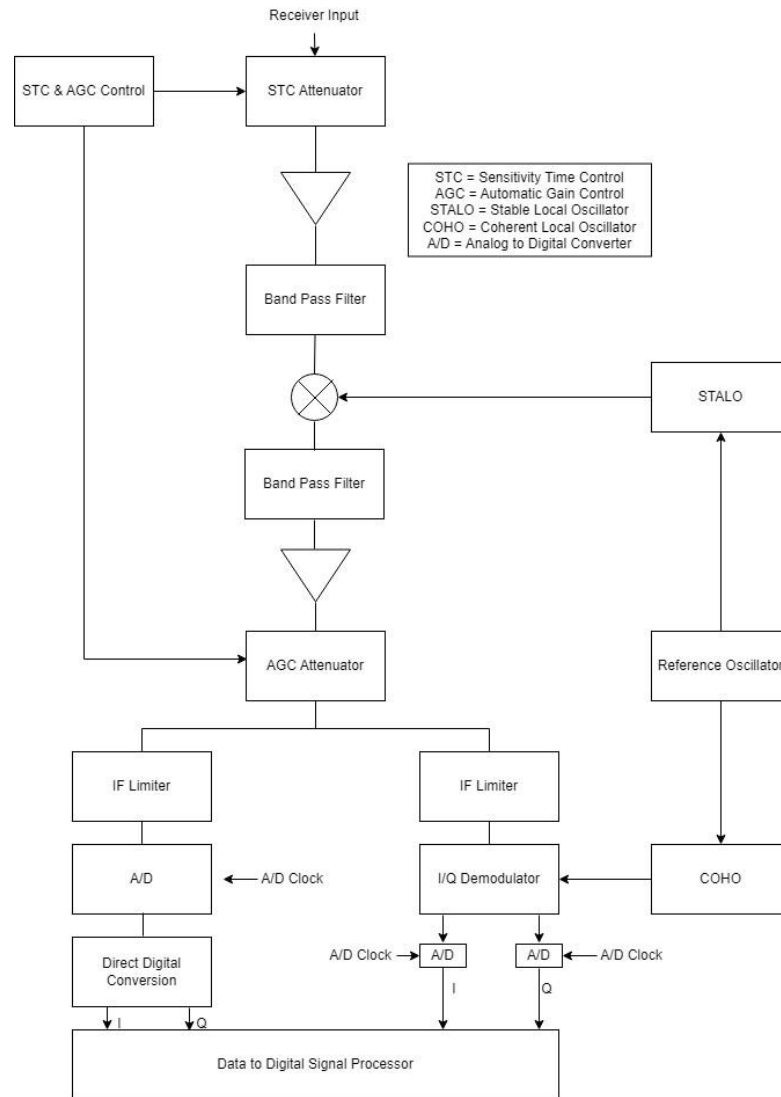 Receiver Input
STC & AGC Control
STC Attenuator
STC = Sensitivity Time Control
AGC = Automatic Gain Control
STALO = Stable Local Oscillator
COHO = Coherent Local Oscillator
A/D = Analog to Digital Converter
Band Pass Filter
STALO
Band Pass Filter
AGC Attenuator
Reference Oscillator
IF Limiter
IF Limiter
A/D
A/D Clock
I/Q Demodulator
COHO
Direct Digital
Conversion
A/D Clock
A/D
A/D
A/D Clock
I
Q
I
Q
Data to Digital Signal Processor